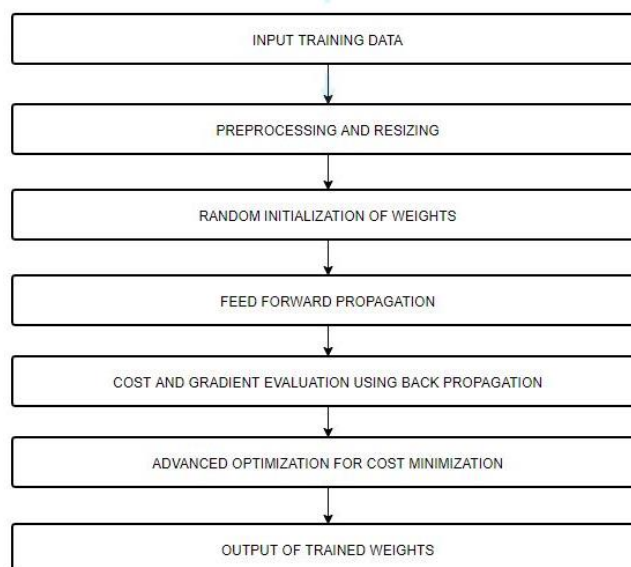 INPUT TRAINING DATA
PREPROCESSING AND RESIZING
RANDOM INITIALIZATION OF WEIGHTS
FEED FORWARD PROPAGATION
COST AND GRADIENT EVALUATION USING BACK PROPAGATION
ADVANCED OPTIMIZATION FOR COST MINIMIZATION
OUTPUT OF TRAINED WEIGHTS